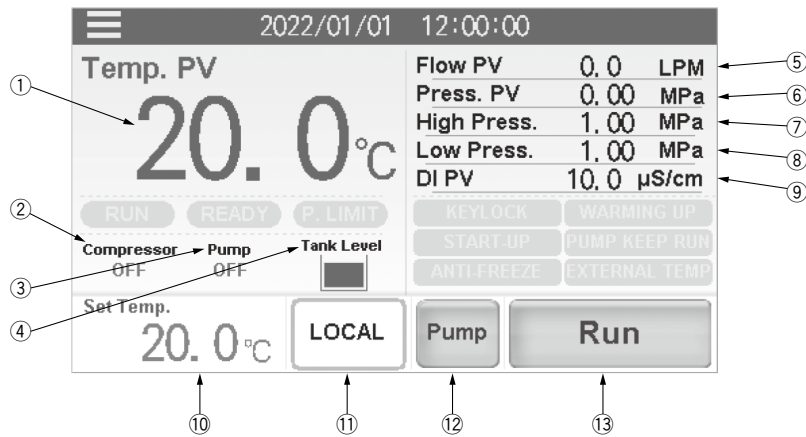 2022/01/01 12:00:00
Temp. PV
20.0℃
RUN READY P. LIMIT
Compressor Pump Tank Level
OFF OFF
Flow PV 0.0 LPM
Press. PV 0.00 MPa
High Press. 1.00 MPa
Low Press. 1.00 MPa
DI PV 10.0 µS/cm
KEYLOCK WARMING UP
START-UP PUMP KEEP RUN
ANTI-FREEZE EXTERNAL TEMP
Set Temp.
20.0℃
LOCAL Pump Run
①
②
③
④
⑤
⑥
⑦
⑧
⑨
⑩ ⑪ ⑫ ⑬